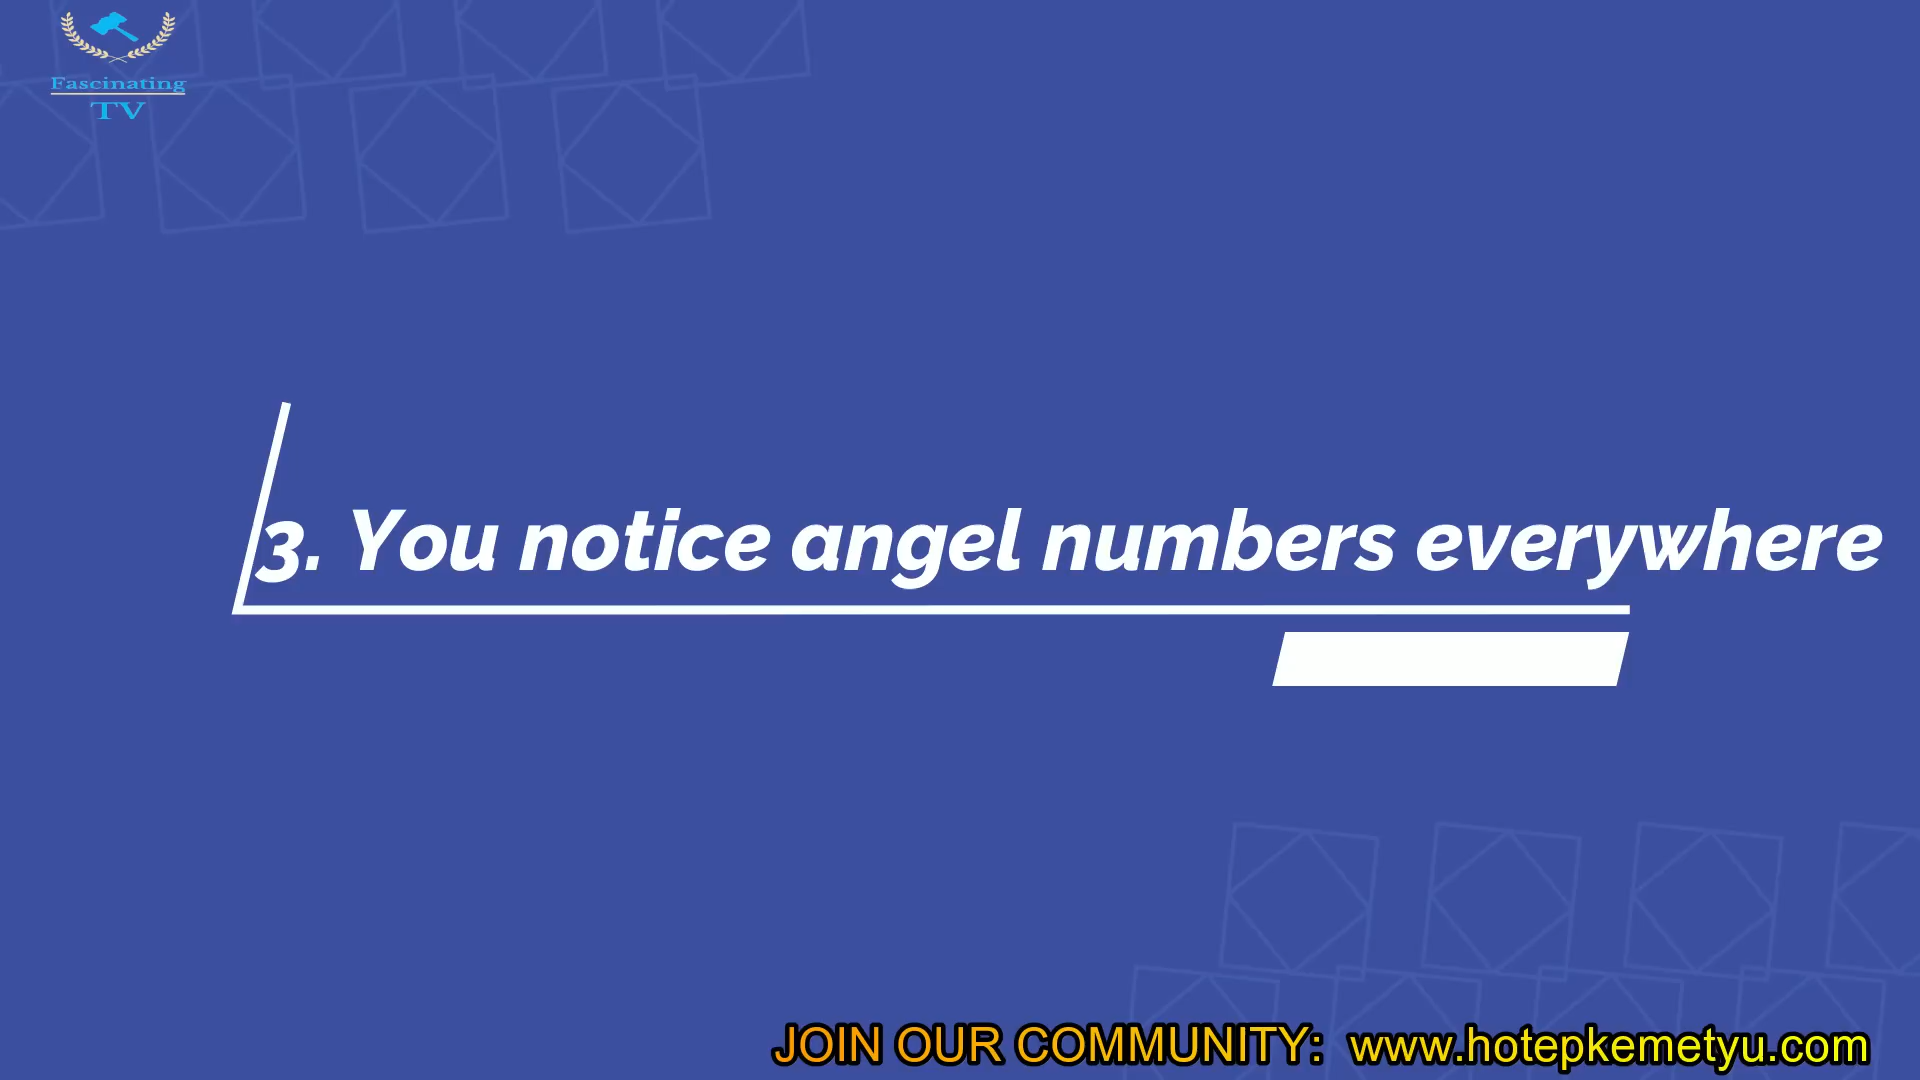 Fascinating
TV
3. You notice angel numbers everywhere
JOIN OUR COMMUNITY: www.hotepkemetyu.com